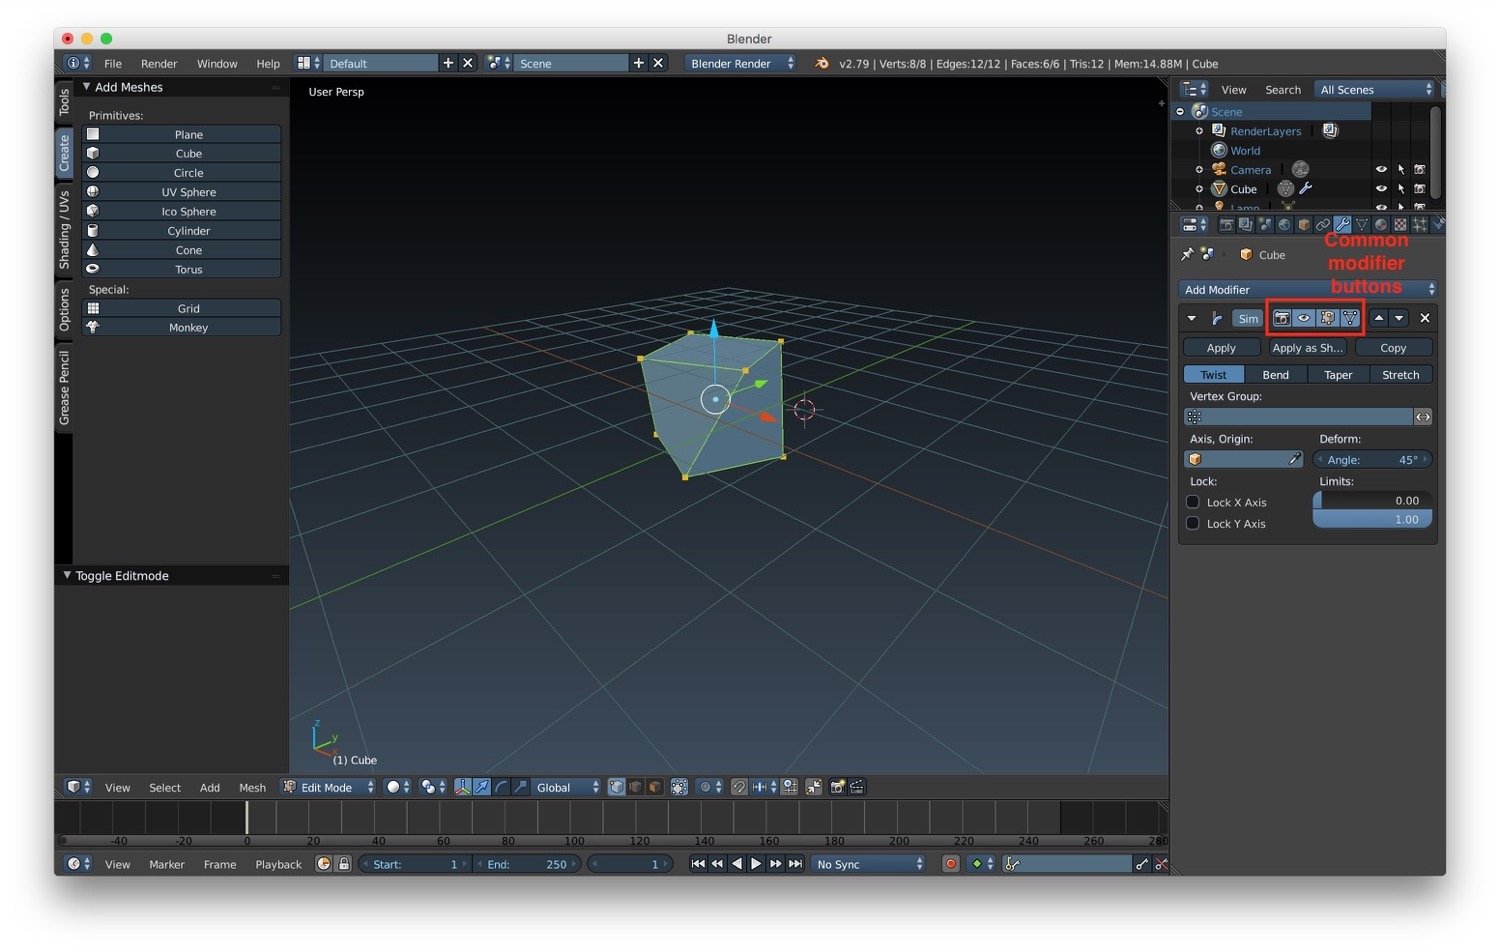 Blender
File Render Window Help Default Scene Blender Render v2.79 | Verts:8/8 | Edges:12/12 | Faces:6/6 | Tris:12 | Mem:14.88M | Cube
Tools
Create
Shading / UVs
Options
Grease Pencil
Add Meshes
Primitives:
Plane
Cube
Circle
UV Sphere
Ico Sphere
Cylinder
Cone
Torus
Special:
Grid
Monkey
Toggle Editmode
User Persp
z
y
x
(1) Cube
View Search All Scenes
Scene
RenderLayers
World
Camera
Cube
Lamp
Common
modifier
buttons
Cube
Add Modifier
Sim
Apply Apply as Sh... Copy
Twist Bend Taper Stretch
Vertex Group:
Axis, Origin: Deform:
Angle: 45°
Lock: Limits:
Lock X Axis 0.00
Lock Y Axis 1.00
View Select Add Mesh Edit Mode Global
-40 -20 0 20 40 60 80 100 120 140 160 180 200 220 240 260
View Marker Frame Playback Start: 1 End: 250 1 No Sync